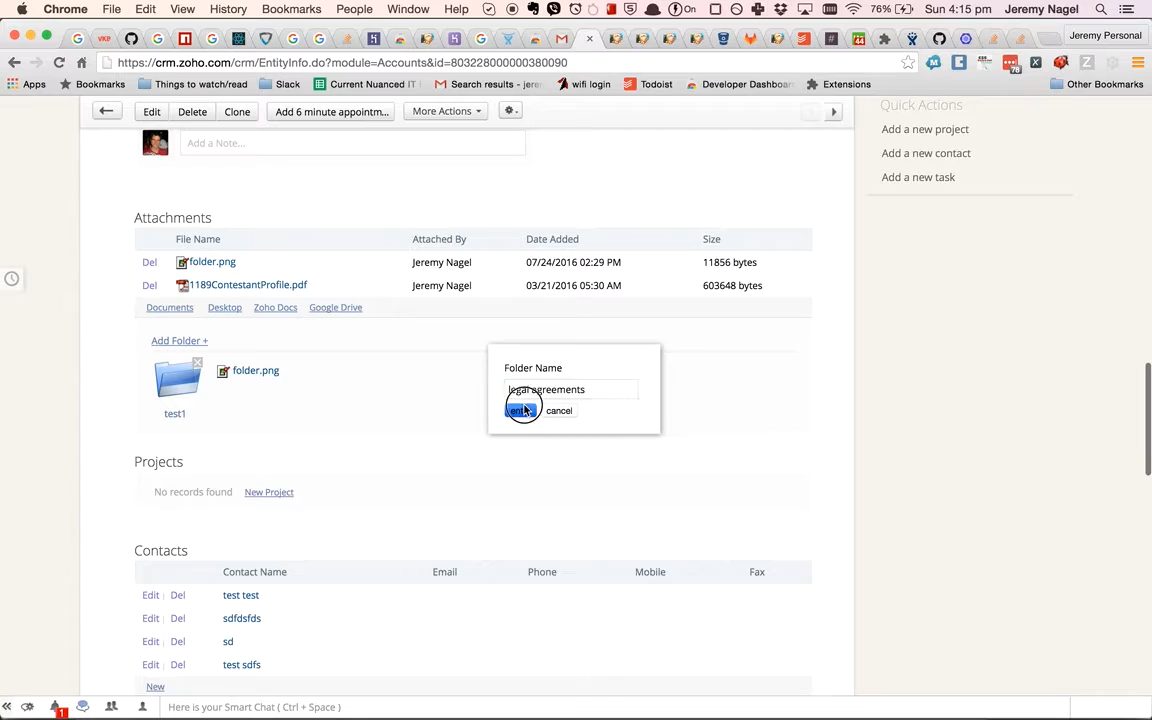 Chrome File Edit View History Bookmarks People Window Help On 76% Sun 4:15 pm Jeremy Nagel
Jeremy Personal
https://crm.zoho.com/crm/EntityInfo.do?module=Accounts&id=803228000000380090
Apps Bookmarks Things to watch/read Slack Current Nuanced IT Search results - jere wifi login Todoist Developer Dashboa Extensions Other Bookmarks
Edit Delete Clone Add 6 minute appointm... More Actions
Quick Actions
Add a new project
Add a new contact
Add a new task
Add a Note...
Attachments
File Name Attached By Date Added Size
Del folder.png Jeremy Nagel 07/24/2016 02:29 PM 11856 bytes
Del 1189ContestantProfile.pdf Jeremy Nagel 03/21/2016 05:30 AM 603648 bytes
Documents Desktop Zoho Docs Google Drive
Add Folder +
folder.png
test1
Folder Name
legal agreements
cancel
Projects
No records found New Project
Contacts
Contact Name Email Phone Mobile Fax
Edit Del test test
Edit Del sdfdsfds
Edit Del sd
Edit Del test sdfs
New
1 Here is your Smart Chat ( Ctrl + Space )